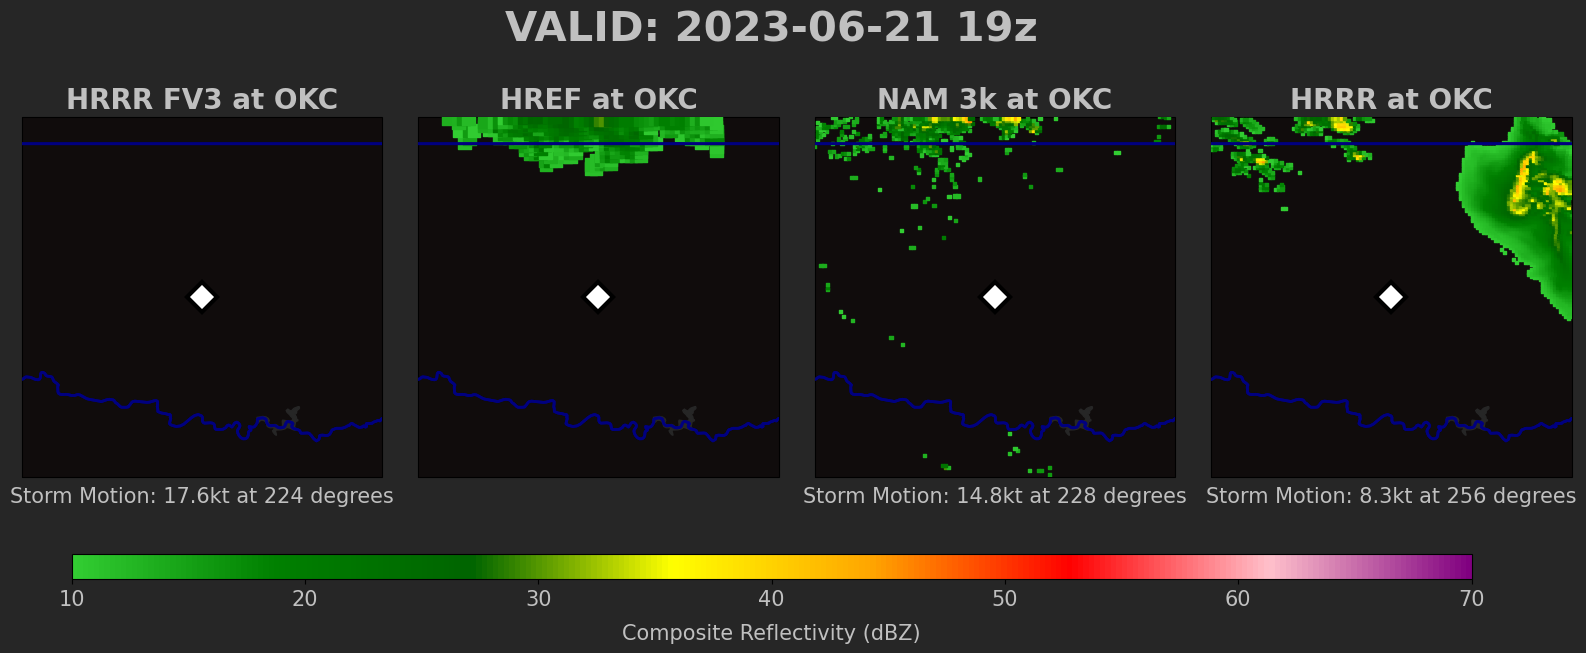 VALID: 2023-06-21 19z
HRRR FV3 at OKC
HREF at OKC
NAM 3k at OKC
HRRR at OKC
Storm Motion: 17.6kt at 224 degrees
Storm Motion: 14.8kt at 228 degrees
Storm Motion: 8.3kt at 256 degrees
10 20 30 40 50 60 70
Composite Reflectivity (dBZ)